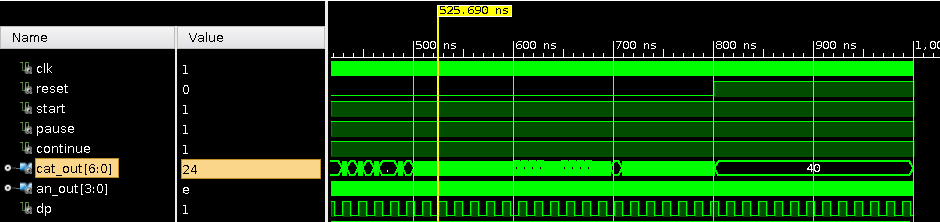 525.690 ns
Name Value
500 ns 600 ns 700 ns 800 ns 900 ns 1,00
clk 1
reset 0
start 1
pause 1
continue 1
cat_out[6:0] 24 40
an_out[3:0] e
dp 1